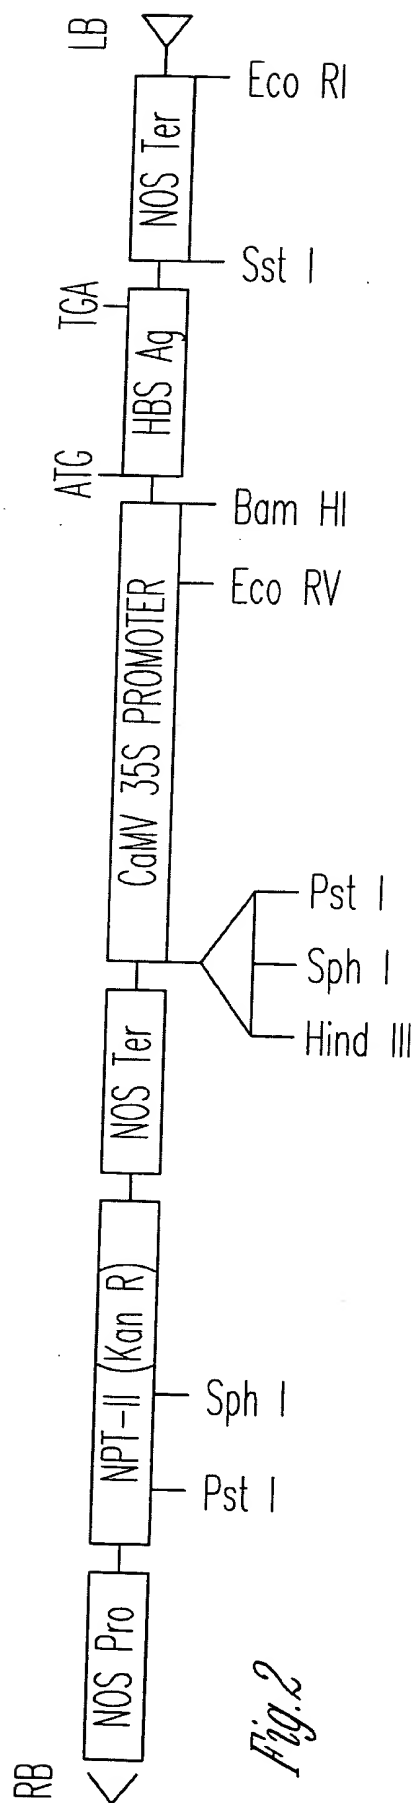 RB
NOS Pro
NPT-II (Kan R)
Pst I
Sph I
NOS Ter
Hind III
Sph I
Pst I
CaMV 35S PROMOTER
Eco RV
Bam HI
ATG
HBS Ag
TGA
Sst I
NOS Ter
Eco RI
LB
Fig.2